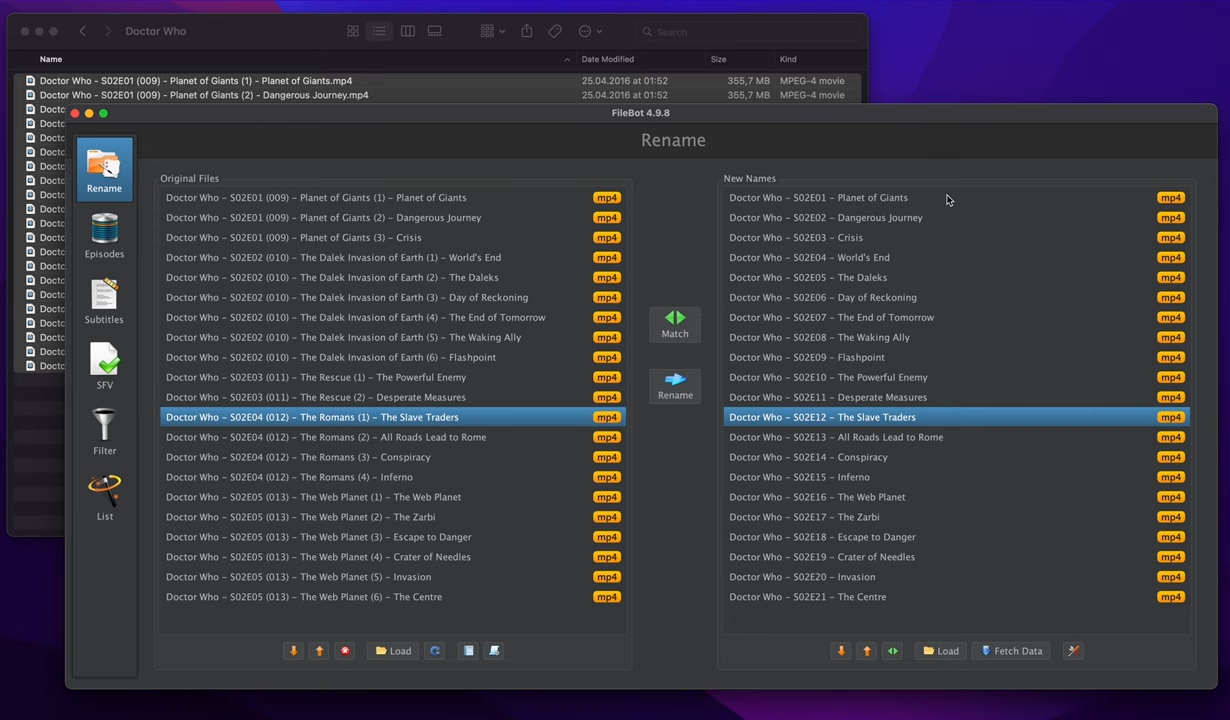 Doctor Who
Search
Name
Date Modified
Size
Kind
Doctor Who - S02E01 (009) - Planet of Giants (1) - Planet of Giants.mp4 25.04.2016 at 01:52 355,7 MB MPEG-4 movie
Doctor Who - S02E01 (009) - Planet of Giants (2) - Dangerous Journey.mp4 25.04.2016 at 01:52 355,7 MB MPEG-4 movie
FileBot 4.9.8
Rename
Rename
Episodes
Subtitles
SFV
Filter
List
Original Files
Doctor Who – S02E01 (009) – Planet of Giants (1) – Planet of Giants mp4
Doctor Who – S02E01 (009) – Planet of Giants (2) – Dangerous Journey mp4
Doctor Who – S02E01 (009) – Planet of Giants (3) – Crisis mp4
Doctor Who – S02E02 (010) – The Dalek Invasion of Earth (1) – World's End mp4
Doctor Who – S02E02 (010) – The Dalek Invasion of Earth (2) – The Daleks mp4
Doctor Who – S02E02 (010) – The Dalek Invasion of Earth (3) – Day of Reckoning mp4
Doctor Who – S02E02 (010) – The Dalek Invasion of Earth (4) – The End of Tomorrow mp4
Doctor Who – S02E02 (010) – The Dalek Invasion of Earth (5) – The Waking Ally mp4
Doctor Who – S02E02 (010) – The Dalek Invasion of Earth (6) – Flashpoint mp4
Doctor Who – S02E03 (011) – The Rescue (1) – The Powerful Enemy mp4
Doctor Who – S02E03 (011) – The Rescue (2) – Desperate Measures mp4
Doctor Who – S02E04 (012) – The Romans (1) – The Slave Traders mp4
Doctor Who – S02E04 (012) – The Romans (2) – All Roads Lead to Rome mp4
Doctor Who – S02E04 (012) – The Romans (3) – Conspiracy mp4
Doctor Who – S02E04 (012) – The Romans (4) – Inferno mp4
Doctor Who – S02E05 (013) – The Web Planet (1) – The Web Planet mp4
Doctor Who – S02E05 (013) – The Web Planet (2) – The Zarbi mp4
Doctor Who – S02E05 (013) – The Web Planet (3) – Escape to Danger mp4
Doctor Who – S02E05 (013) – The Web Planet (4) – Crater of Needles mp4
Doctor Who – S02E05 (013) – The Web Planet (5) – Invasion mp4
Doctor Who – S02E05 (013) – The Web Planet (6) – The Centre mp4
Load
Match
Rename
New Names
Doctor Who – S02E01 – Planet of Giants mp4
Doctor Who – S02E02 – Dangerous Journey mp4
Doctor Who – S02E03 – Crisis mp4
Doctor Who – S02E04 – World's End mp4
Doctor Who – S02E05 – The Daleks mp4
Doctor Who – S02E06 – Day of Reckoning mp4
Doctor Who – S02E07 – The End of Tomorrow mp4
Doctor Who – S02E08 – The Waking Ally mp4
Doctor Who – S02E09 – Flashpoint mp4
Doctor Who – S02E10 – The Powerful Enemy mp4
Doctor Who – S02E11 – Desperate Measures mp4
Doctor Who – S02E12 – The Slave Traders mp4
Doctor Who – S02E13 – All Roads Lead to Rome mp4
Doctor Who – S02E14 – Conspiracy mp4
Doctor Who – S02E15 – Inferno mp4
Doctor Who – S02E16 – The Web Planet mp4
Doctor Who – S02E17 – The Zarbi mp4
Doctor Who – S02E18 – Escape to Danger mp4
Doctor Who – S02E19 – Crater of Needles mp4
Doctor Who – S02E20 – Invasion mp4
Doctor Who – S02E21 – The Centre mp4
Load
Fetch Data